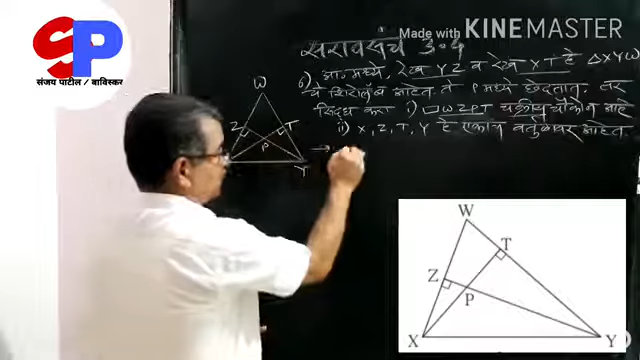 SP
संजय पाटील / बाविस्कर
Made with KINEMASTER
सरावसंच 3.4
6) आ. मध्ये, रेख YZ व रेख XT हे △XYW
चे शिरोलंब आहेत ते P मध्ये छेदतात. तर
सिद्ध करा i) □WZPT चक्रीय चौकोन आहे
ii) X, Z, T, Y हे एकाच वर्तुळावर आहेत.
W
Z T
P
Y
W
T
Z
P
X Y